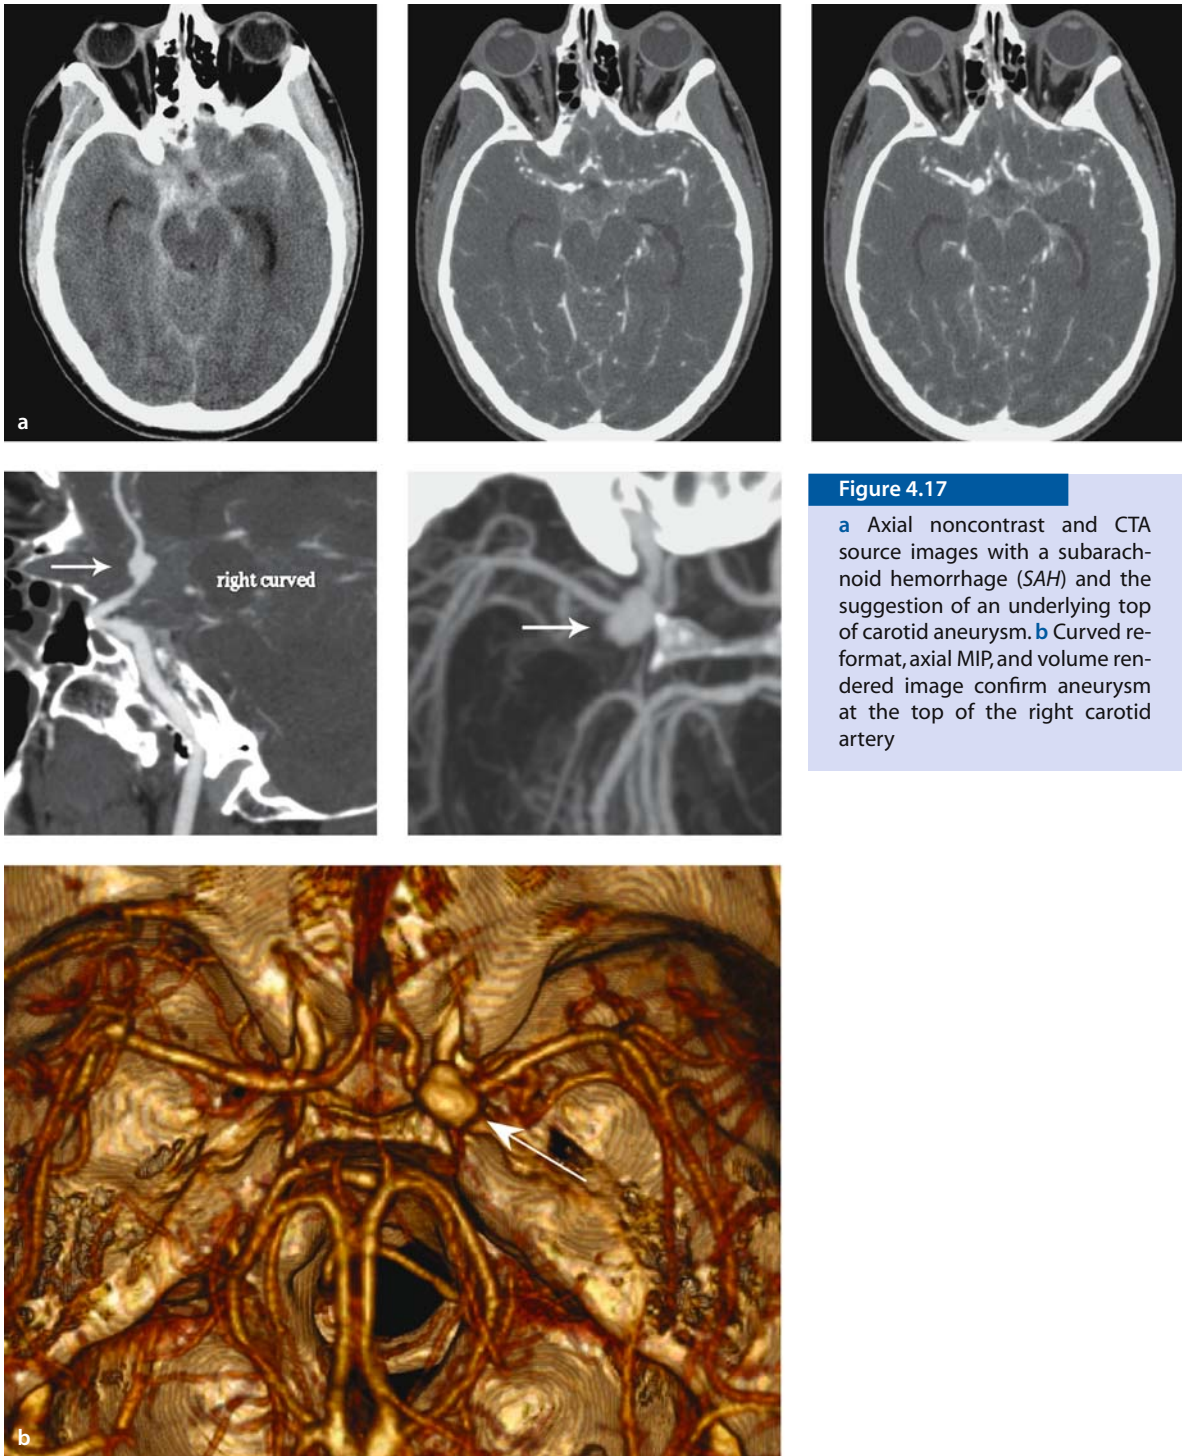 a
right curved
Figure 4.17
a Axial noncontrast and CTA
source images with a subarach-
noid hemorrhage (SAH) and the
suggestion of an underlying top
of carotid aneurysm. b Curved re-
format, axial MIP, and volume ren-
dered image confirm aneurysm
at the top of the right carotid
artery
b